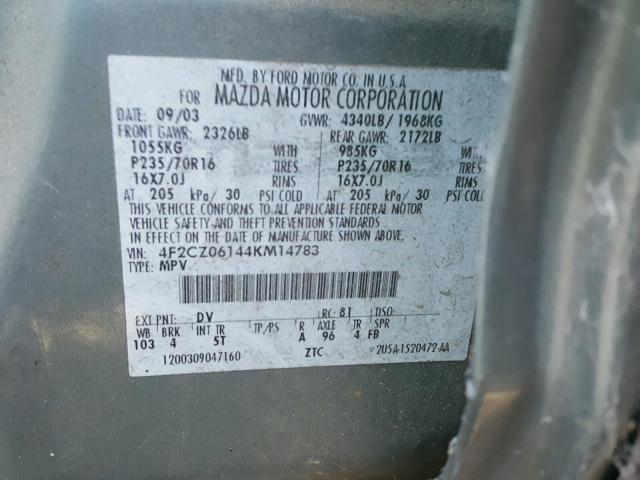 MFD. BY FORD MOTOR CO. IN U.S.A.
FOR MAZDA MOTOR CORPORATION
DATE: 09/03 GVWR: 4340LB/ 1968KG
FRONT GAWR: 2326LB REAR GAWR: 2172LB
1055KG WITH 985KG WITH
P235/70R16 TIRES P235/70R16 TIRES
16X7.0J RIMS 16X7.0J RIMS
AT 205 kPa/ 30 PSI COLD AT 205 kPa/ 30 PSI COLD
THIS VEHICLE CONFORMS TO ALL APPLICABLE FEDERAL MOTOR
VEHICLE SAFETY AND THEFT PREVENTION STANDARDS
IN EFFECT ON THE DATE OF MANUFACTURE SHOWN ABOVE.
VIN: 4F2CZ06144KM14783
TYPE: MPV
EXT PNT: DV RC: 81 DSO:
WB BRK INT TR TP/PS R AXLE TR SPR
103 4 5T A 96 4 FB
1200309047160 ZTC v2U5A-1520472-AA